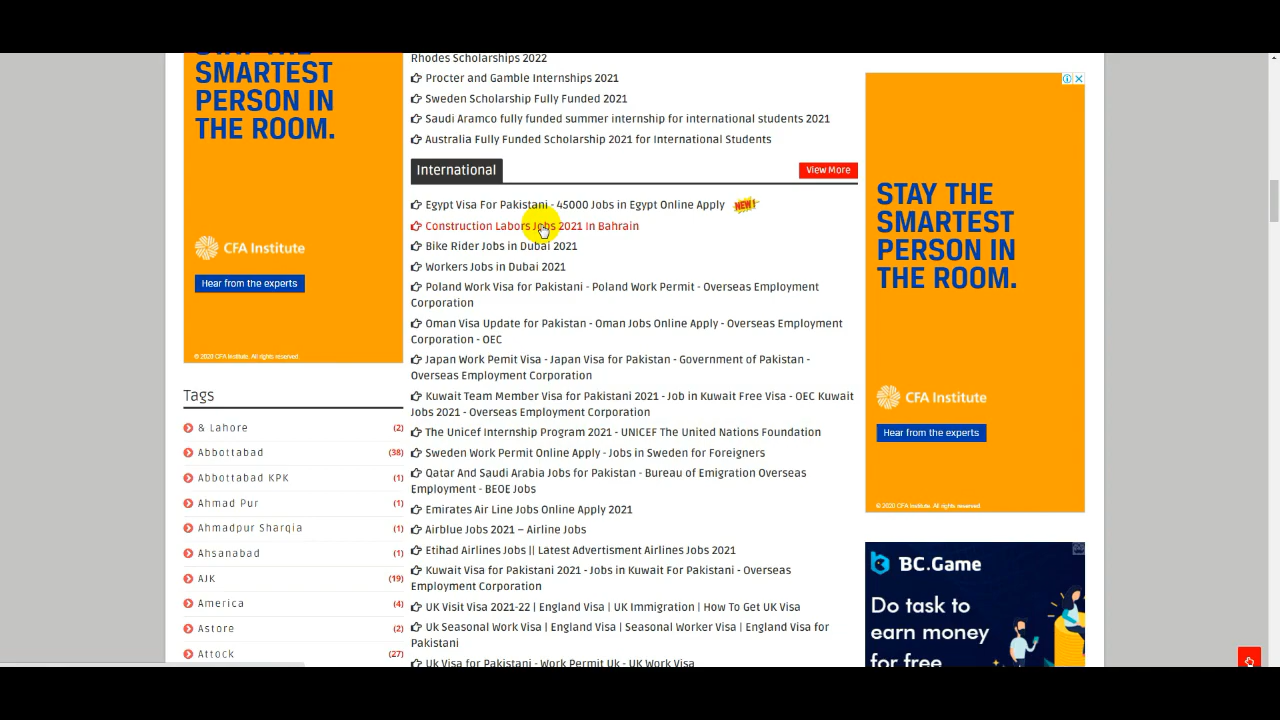 STAY THE
SMARTEST
PERSON IN
THE ROOM.
CFA Institute
Hear from the experts
© 2020 CFA Institute. All rights reserved.
Tags
& Lahore (2)
Abbottabad (38)
Abbottabad KPK (1)
Ahmad Pur (1)
Ahmadpur Sharqia (1)
Ahsanabad (1)
AJK (19)
America (4)
Astore (2)
Attock (27)
Rhodes Scholarships 2022
Procter and Gamble Internships 2021
Sweden Scholarship Fully Funded 2021
Saudi Aramco fully funded summer internship for international students 2021
Australia Fully Funded Scholarship 2021 for International Students
International
View More
Egypt Visa For Pakistani - 45000 Jobs in Egypt Online Apply NEW!
Construction Labors Jobs 2021 In Bahrain
Bike Rider Jobs in Dubai 2021
Workers Jobs in Dubai 2021
Poland Work Visa for Pakistani - Poland Work Permit - Overseas Employment
Corporation
Oman Visa Update for Pakistan - Oman Jobs Online Apply - Overseas Employment
Corporation - OEC
Japan Work Pemit Visa - Japan Visa for Pakistan - Government of Pakistan -
Overseas Employment Corporation
Kuwait Team Member Visa for Pakistani 2021 - Job in Kuwait Free Visa - OEC Kuwait
Jobs 2021 - Overseas Employment Corporation
The Unicef Internship Program 2021 - UNICEF The United Nations Foundation
Sweden Work Permit Online Apply - Jobs in Sweden for Foreigners
Qatar And Saudi Arabia Jobs for Pakistan - Bureau of Emigration Overseas
Employment - BEOE Jobs
Emirates Air Line Jobs Online Apply 2021
Airblue Jobs 2021 – Airline Jobs
Etihad Airlines Jobs || Latest Advertisment Airlines Jobs 2021
Kuwait Visa for Pakistani 2021 - Jobs in Kuwait For Pakistani - Overseas
Employment Corporation
UK Visit Visa 2021-22 | England Visa | UK Immigration | How To Get UK Visa
Uk Seasonal Work Visa | England Visa | Seasonal Worker Visa | England Visa for
Pakistani
Uk Visa for Pakistani - Work Permit Uk - UK Work Visa
STAY THE
SMARTEST
PERSON IN
THE ROOM.
CFA Institute
Hear from the experts
© 2020 CFA Institute. All rights reserved.
BC.Game
Do task to
earn money
for free